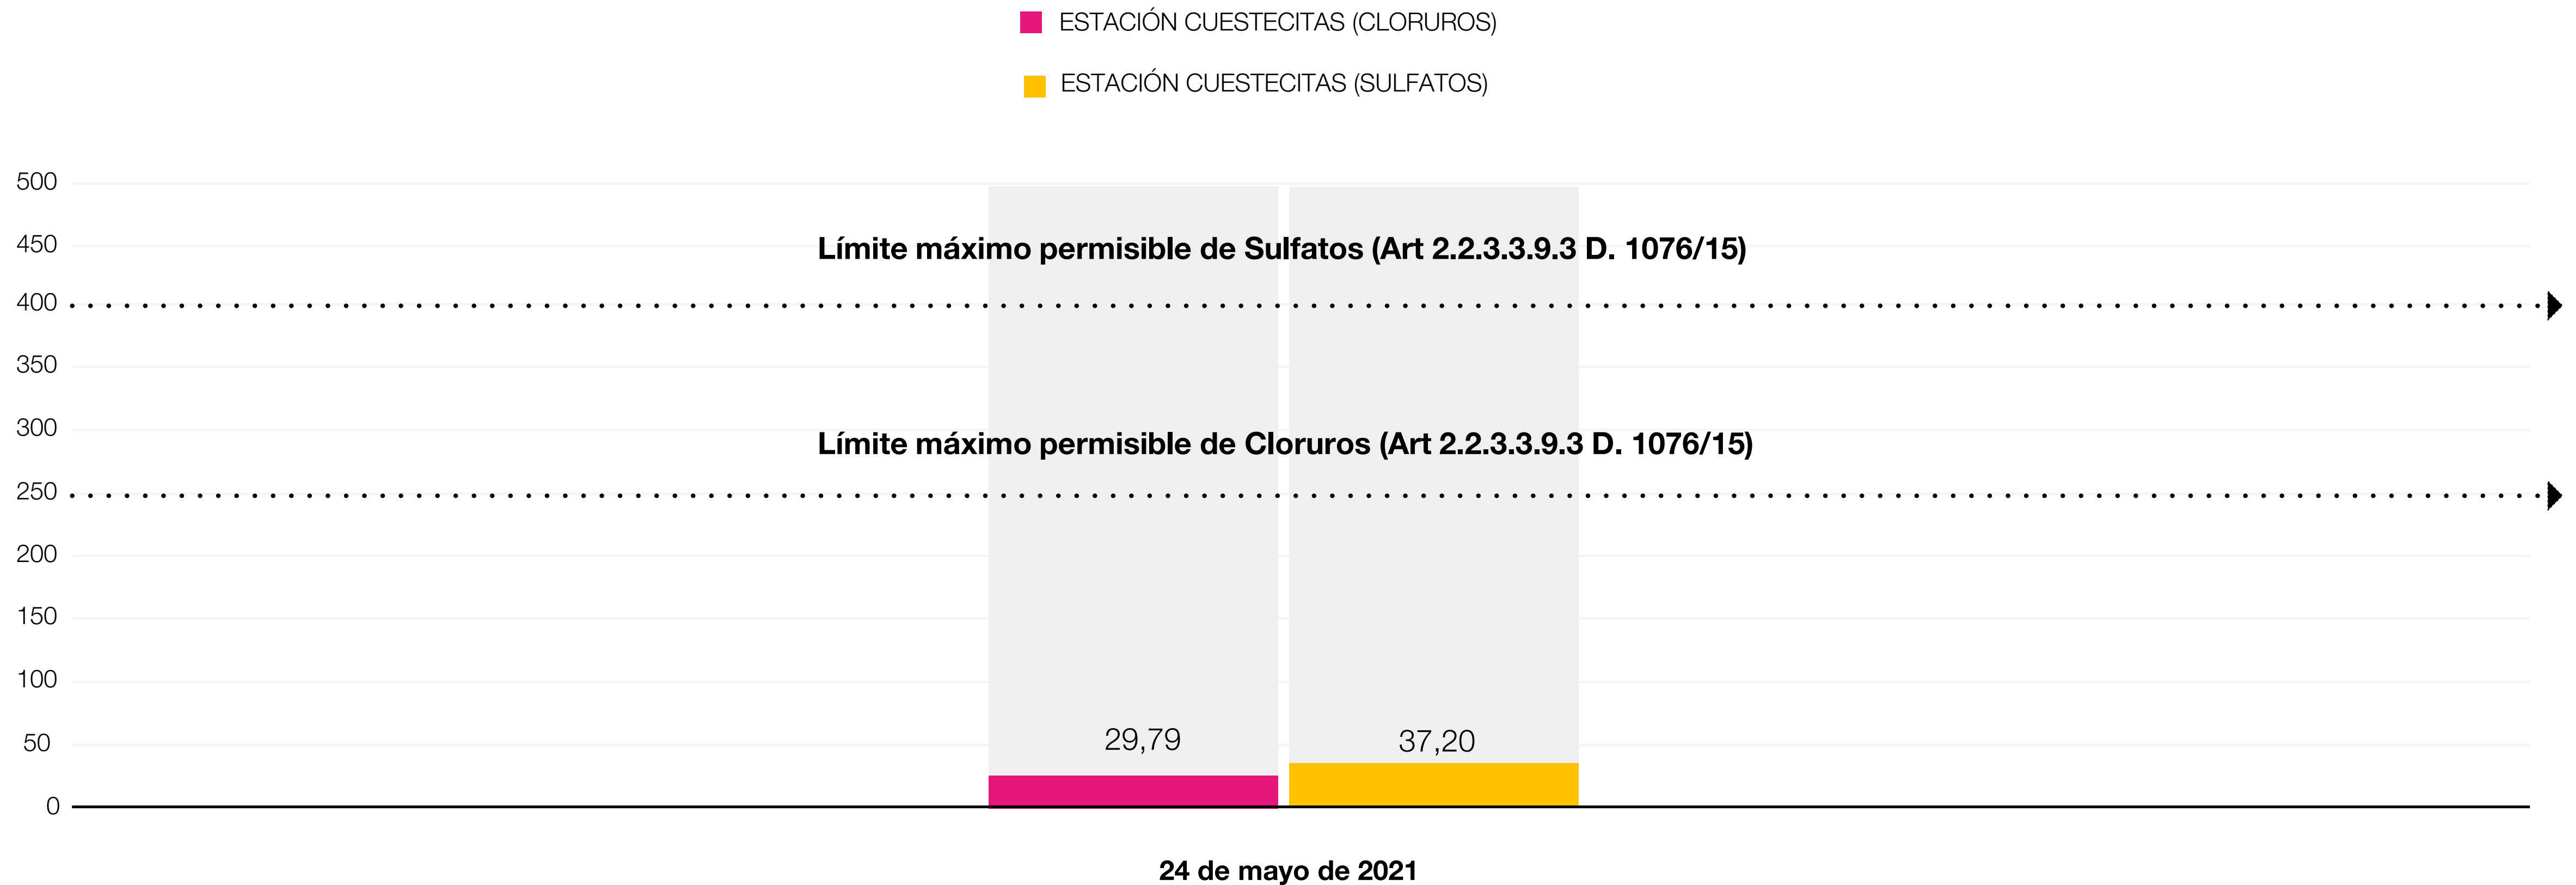 ESTACIÓN CUESTECITAS (CLORUROS)
ESTACIÓN CUESTECITAS (SULFATOS)
500
450
Límite máximo permisible de Sulfatos (Art 2.2.3.3.9.3 D. 1076/15)
400
350
300
Límite máximo permisible de Cloruros (Art 2.2.3.3.9.3 D. 1076/15)
250
200
150
100
50
29,79
37,20
0
24 de mayo de 2021